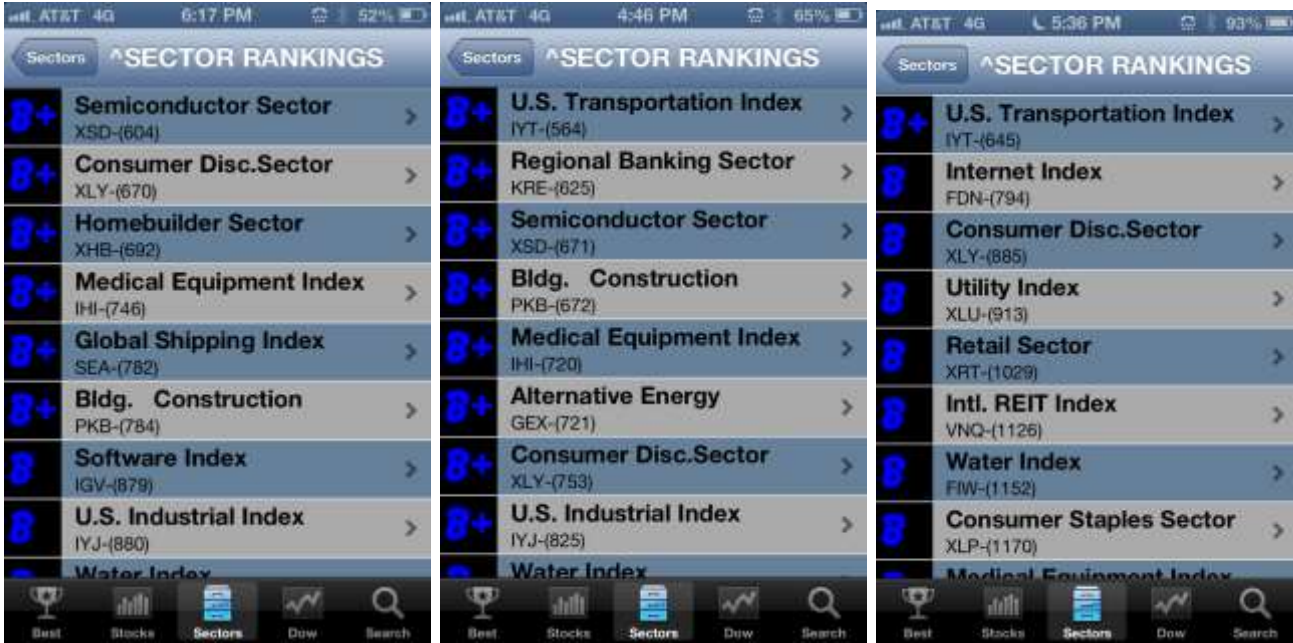 AT&T 4G 6:17 PM 52%
Sectors ^SECTOR RANKINGS
B+ Semiconductor Sector
XSD-(604)
B+ Consumer Disc.Sector
XLY-(670)
B+ Homebuilder Sector
XHB-(692)
B+ Medical Equipment Index
IHI-(746)
B+ Global Shipping Index
SEA-(782)
B+ Bldg. Construction
PKB-(784)
B Software Index
IGV-(879)
B U.S. Industrial Index
IYJ-(880)
Water Index
Best Stocks Sectors Dow Search
AT&T 4G 4:46 PM 65%
Sectors ^SECTOR RANKINGS
B+ U.S. Transportation Index
IYT-(564)
B+ Regional Banking Sector
KRE-(625)
B+ Semiconductor Sector
XSD-(671)
B+ Bldg. Construction
PKB-(672)
B+ Medical Equipment Index
IHI-(720)
B+ Alternative Energy
GEX-(721)
B+ Consumer Disc.Sector
XLY-(753)
B+ U.S. Industrial Index
IYJ-(825)
Water Index
Best Stocks Sectors Dow Search
AT&T 4G 5:36 PM 93%
Sectors ^SECTOR RANKINGS
B+ U.S. Transportation Index
IYT-(645)
B Internet Index
FDN-(794)
B Consumer Disc.Sector
XLY-(885)
B Utility Index
XLU-(913)
B Retail Sector
XRT-(1029)
B Intl. REIT Index
VNQ-(1126)
B Water Index
FIW-(1152)
B Consumer Staples Sector
XLP-(1170)
Medical Equipment Index
Best Stocks Sectors Dow Search